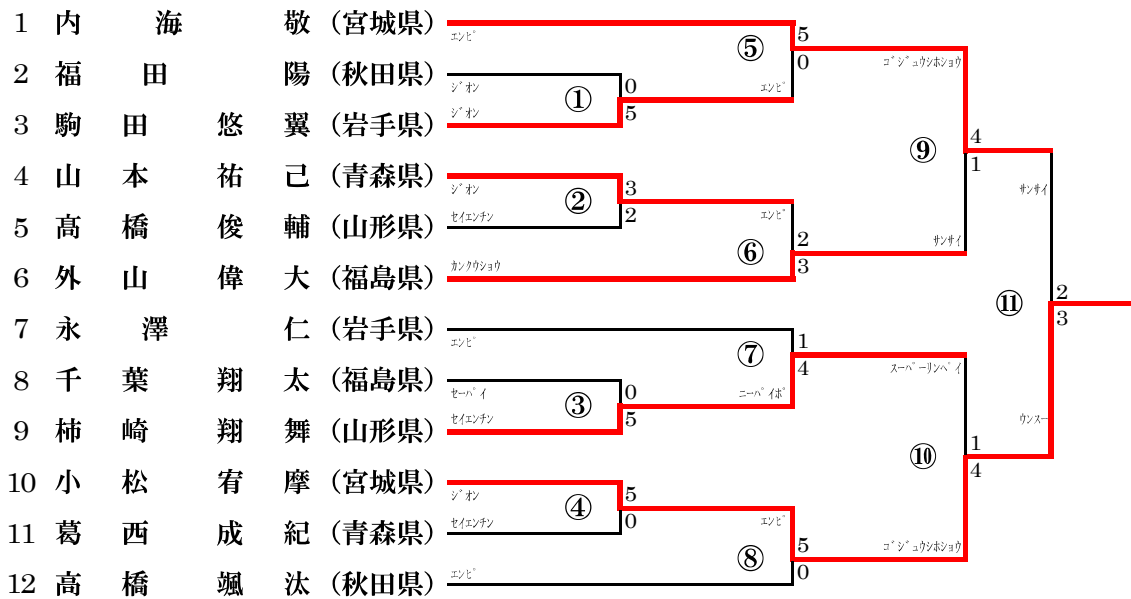 1 内海 敬 (宮城県)
エンピ
2 福田 陽 (秋田県)
ジオン
3 駒田 悠翼 (岩手県)
ジオン
4 山本 祐己 (青森県)
ジオン
5 髙橋 俊輔 (山形県)
セイエンチン
6 外山 偉大 (福島県)
カンクウショウ
7 永澤 仁 (岩手県)
エンピ
8 千葉 翔太 (福島県)
セーパイ
9 柿崎 翔舞 (山形県)
セイエンチン
10 小松 宥摩 (宮城県)
ジオン
11 葛西 成紀 (青森県)
セイエンチン
12 高橋 颯汰 (秋田県)
エンピ
① 0 5
エンピ
② 3 2
エンピ
③ 0 5
ニーパイポ
④ 5 0
エンピ
⑤ 5 0
ゴジュウシホショウ
⑥ 2 3
サンサイ
⑦ 1 4
スーパーリンペイ
⑧ 5 0
ゴジュウシホショウ
⑨ 4 1
サンサイ
⑩ 1 4
ウンスー
⑪ 2 3